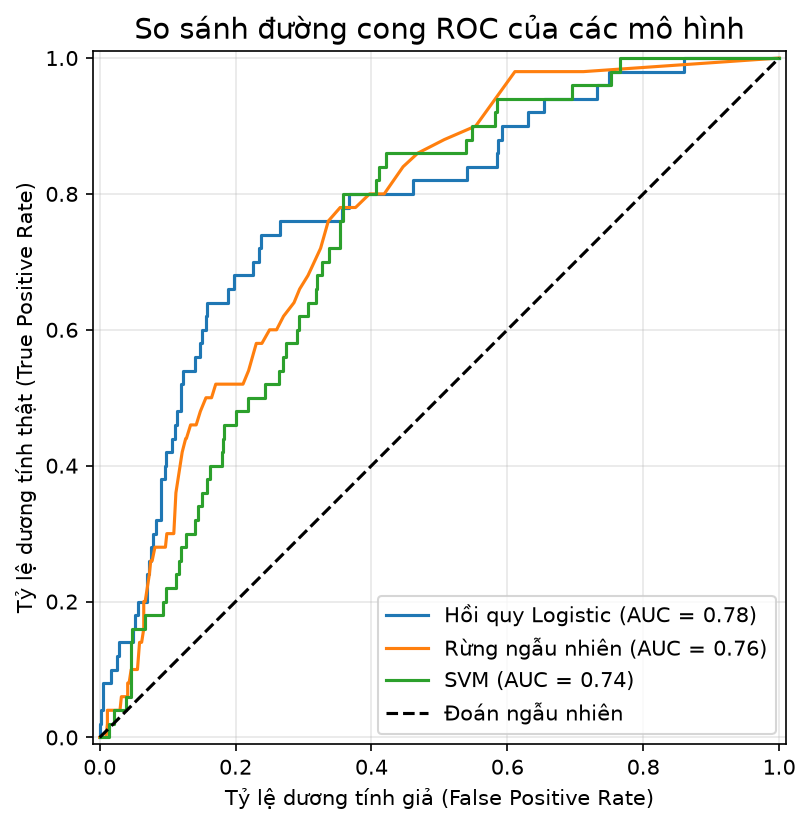 So sánh đường cong ROC của các mô hình
Tỷ lệ dương tính thật (True Positive Rate)
1.0
0.8
0.6
0.4
0.2
0.0
Hồi quy Logistic (AUC = 0.78)
Rừng ngẫu nhiên (AUC = 0.76)
SVM (AUC = 0.74)
Đoán ngẫu nhiên
0.0 0.2 0.4 0.6 0.8 1.0
Tỷ lệ dương tính giả (False Positive Rate)